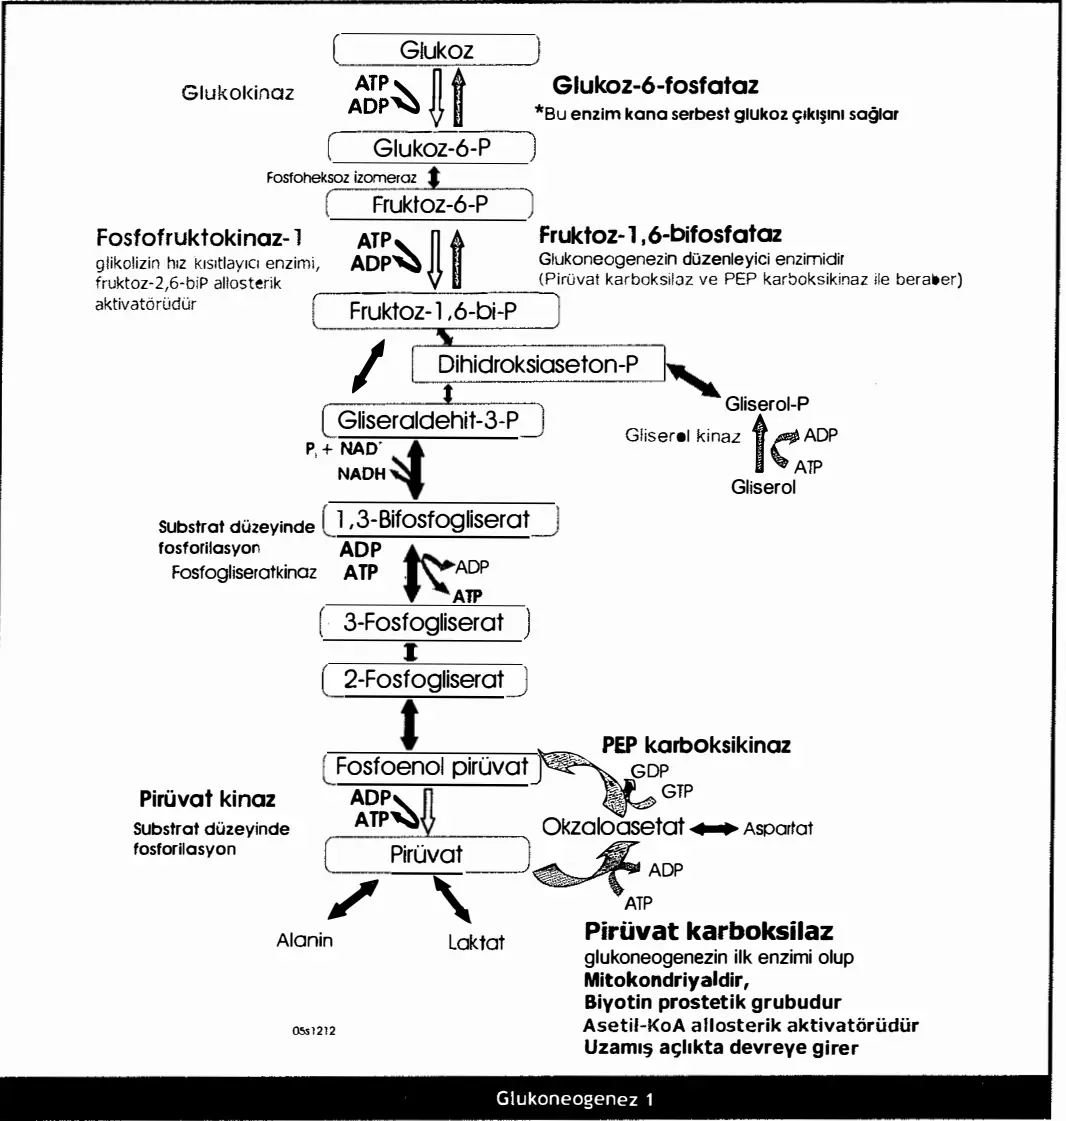 Glukoz
Glukokinaz
ATP
ADP
Glukoz-6-fosfataz
*Bu enzim kana serbest glukoz çıkışını sağlar
Glukoz-6-P
Fosfoheksoz izomeraz
Fruktoz-6-P
Fosfofruktokinaz-1
glikolizin hız kısıtlayıcı enzimi,
fruktoz-2,6-biP allosterik
aktivatörüdür
ATP
ADP
Fruktoz-1,6-bifosfataz
Glukoneogenezin düzenleyici enzimidir
(Pirüvat karboksilaz ve PEP karboksikinaz ile beraber)
Fruktoz-1,6-bi-P
Dihidroksiaseton-P
Gliserol-P
Gliseraldehit-3-P
Gliserol kinaz
ADP
ATP
Gliserol
Pi + NAD+
NADH
1,3-Bifosfogliserat
Substrat düzeyinde
fosforilasyon
Fosfogliseratkinaz
ADP
ATP
ADP
ATP
3-Fosfogliserat
2-Fosfogliserat
Fosfoenol pirüvat
PEP karboksikinaz
GDP
GTP
Pirüvat kinaz
Substrat düzeyinde
fosforilasyon
ADP
ATP
Okzaloasetat
Aspartat
Pirüvat
ADP
ATP
Alanin
Laktat
Pirüvat karboksilaz
glukoneogenezin ilk enzimi olup
Mitokondriyaldir,
Biyotin prostetik grubudur
Asetil-KoA allosterik aktivatörüdür
Uzamış açlıkta devreye girer
05s1212
Glukoneogenez 1